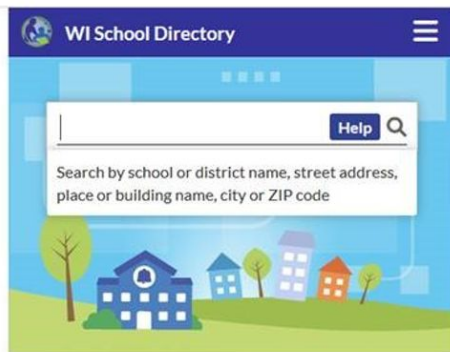 WI School Directory
Help
Search by school or district name, street address,
place or building name, city or ZIP code